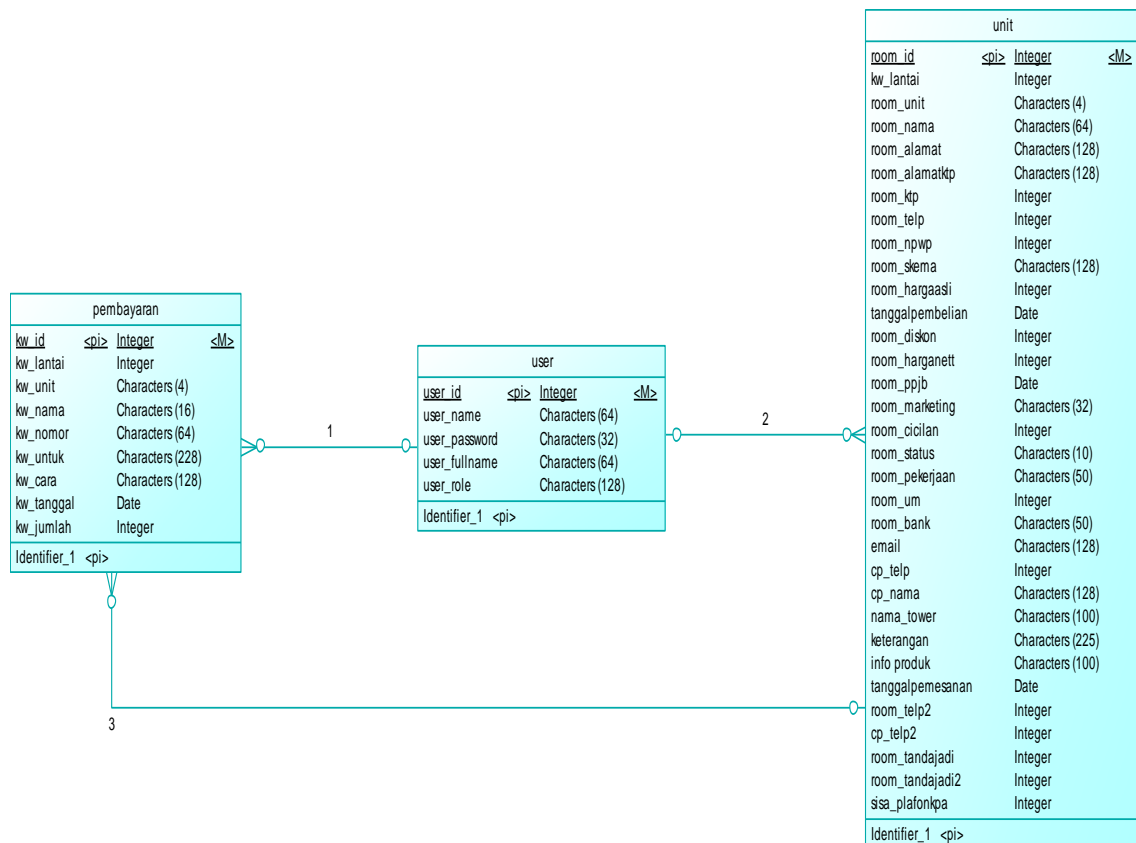 unit
room_id <pi> Integer <M>
kw_lantai Integer
room_unit Characters (4)
room_nama Characters (64)
room_alamat Characters (128)
room_alamatktp Characters (128)
room_ktp Integer
room_telp Integer
room_npwp Integer
room_skema Characters (128)
room_hargaasli Integer
tanggalpembelian Date
room_diskon Integer
room_harganett Integer
room_ppjb Date
room_marketing Characters (32)
room_cicilan Integer
room_status Characters (10)
room_pekerjaan Characters (50)
room_um Integer
room_bank Characters (50)
email Characters (128)
cp_telp Integer
cp_nama Characters (128)
nama_tower Characters (100)
keterangan Characters (225)
info produk Characters (100)
tanggalpemesanan Date
room_telp2 Integer
cp_telp2 Integer
room_tandajadi Integer
room_tandajadi2 Integer
sisa_plafonkpa Integer
Identifier_1 <pi>
pembayaran
kw_id <pi> Integer <M>
kw_lantai Integer
kw_unit Characters (4)
kw_nama Characters (16)
kw_nomor Characters (64)
kw_untuk Characters (228)
kw_cara Characters (128)
kw_tanggal Date
kw_jumlah Integer
Identifier_1 <pi>
1
user
user_id <pi> Integer <M>
user_name Characters (64)
user_password Characters (32)
user_fullname Characters (64)
user_role Characters (128)
Identifier_1 <pi>
2
3